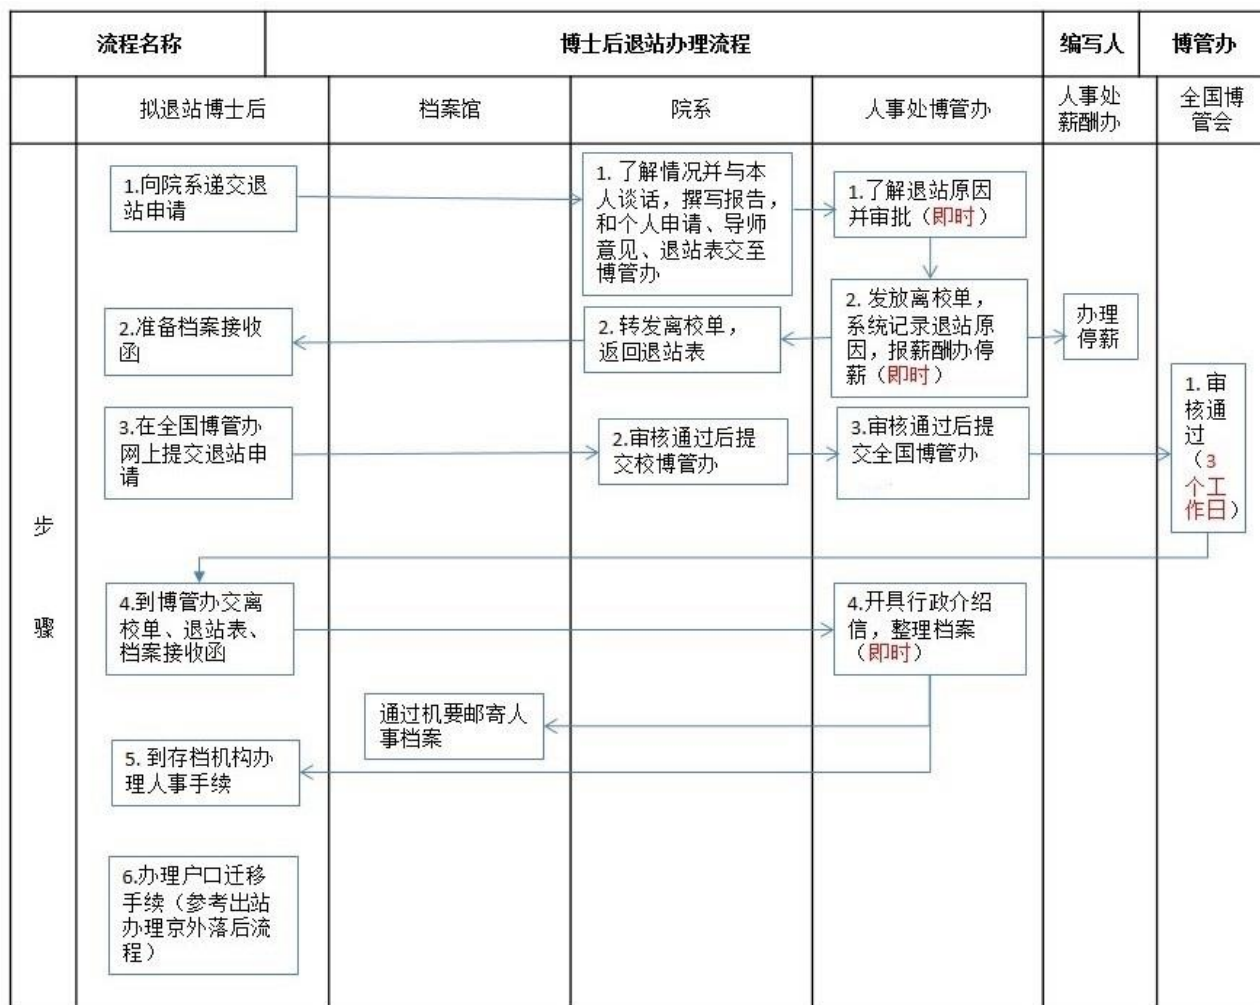 流程名称
博士后退站办理流程
编写人
博管办
拟退站博士后
档案馆
院系
人事处博管办
人事处
薪酬办
全国博
管会
步
骤
1.向院系递交退
站申请
1. 了解情况并与本
人谈话，撰写报告，
和个人申请、导师
意见、退站表交至
博管办
1.了解退站原因
并审批（即时）
2.准备档案接收
函
2. 转发离校单，
返回退站表
2. 发放离校单，
系统记录退站原
因，报薪酬办停
薪（即时）
办理
停薪
3.在全国博管办
网上提交退站申
请
2.审核通过后提
交校博管办
3.审核通过后提
交全国博管办
1. 审
核通
过
（3
个工
作日）
4.到博管办交离
校单、退站表、
档案接收函
4.开具行政介绍
信，整理档案
（即时）
通过机要邮寄人
事档案
5. 到存档机构办
理人事手续
6.办理户口迁移
手续（参考出站
办理京外落后流
程）